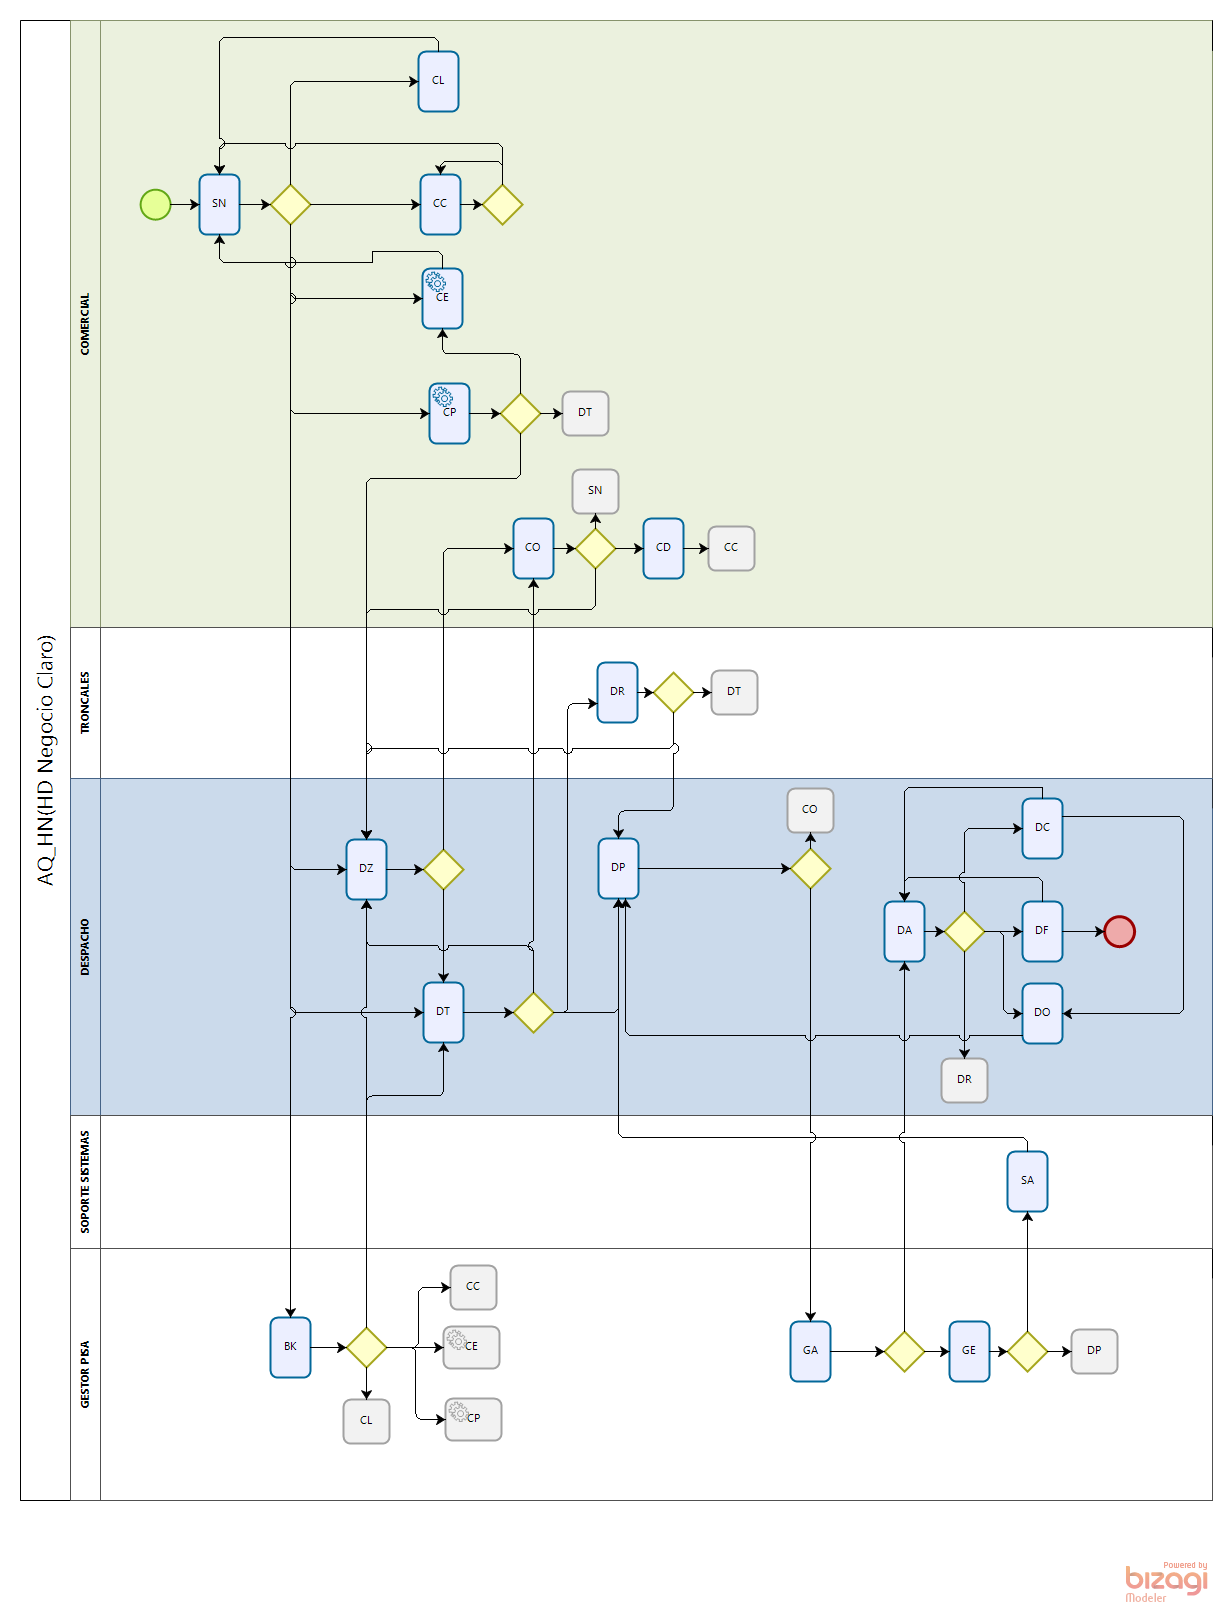 AQ_HN(HD Negocio Claro)
COMERCIAL
CL
SN
CC
CE
CP
DT
SN
CO
CD
CC
TRONCALES
DR
DT
DESPACHO
CO
DC
DZ
DP
DA
DF
DT
DO
DR
SOPORTE SISTEMAS
SA
GESTOR PISA
CC
BK
CE
GA
GE
DP
CL
CP
Powered by
bizagi
Modeler